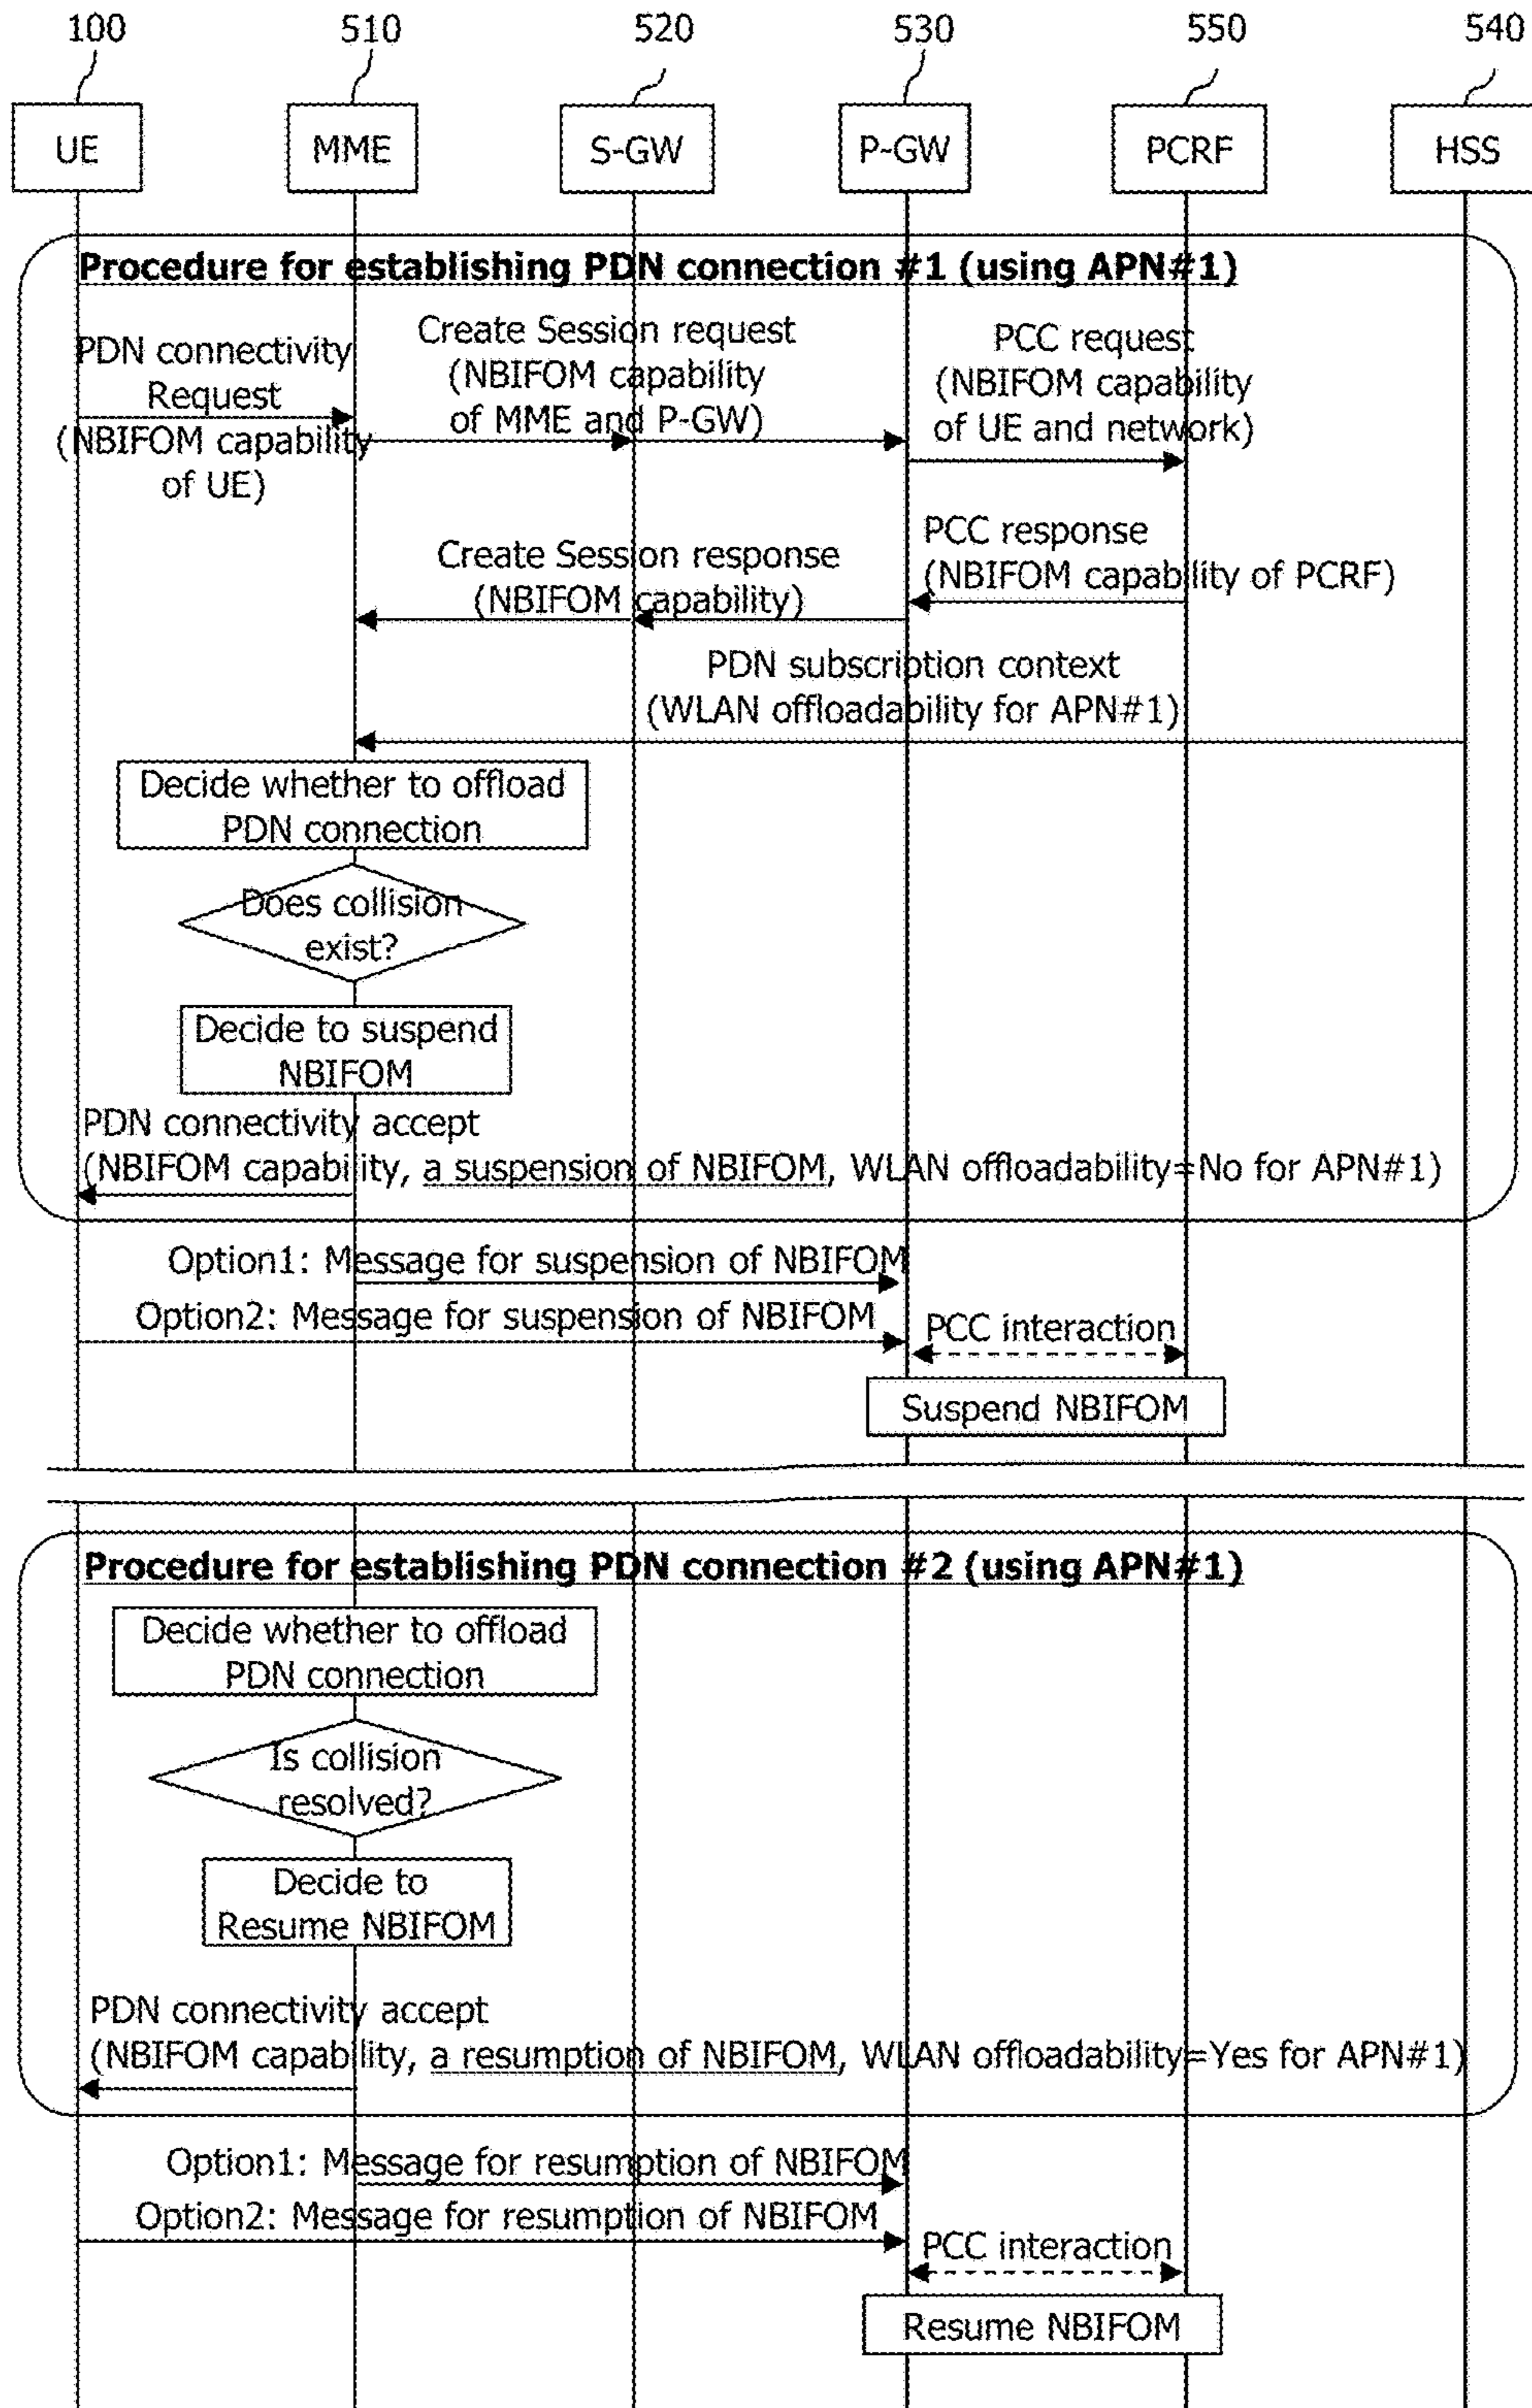 100 510 520 530 550 540
UE MME S-GW P-GW PCRF HSS
Procedure for establishing PDN connection #1 (using APN#1)
PDN connectivity
Request
(NBIFOM capability
of UE)
Create Session request
(NBIFOM capability
of MME and P-GW)
PCC request
(NBIFOM capability
of UE and network)
PCC response
(NBIFOM capability of PCRF)
Create Session response
(NBIFOM capability)
PDN subscription context
(WLAN offloadability for APN#1)
Decide whether to offload
PDN connection
Does collision
exist?
Decide to suspend
NBIFOM
PDN connectivity accept
(NBIFOM capability, a suspension of NBIFOM, WLAN offloadability=No for APN#1)
Option1: Message for suspension of NBIFOM
Option2: Message for suspension of NBIFOM
PCC interaction
Suspend NBIFOM
Procedure for establishing PDN connection #2 (using APN#1)
Decide whether to offload
PDN connection
Is collision
resolved?
Decide to
Resume NBIFOM
PDN connectivity accept
(NBIFOM capability, a resumption of NBIFOM, WLAN offloadability=Yes for APN#1)
Option1: Message for resumption of NBIFOM
Option2: Message for resumption of NBIFOM
PCC interaction
Resume NBIFOM